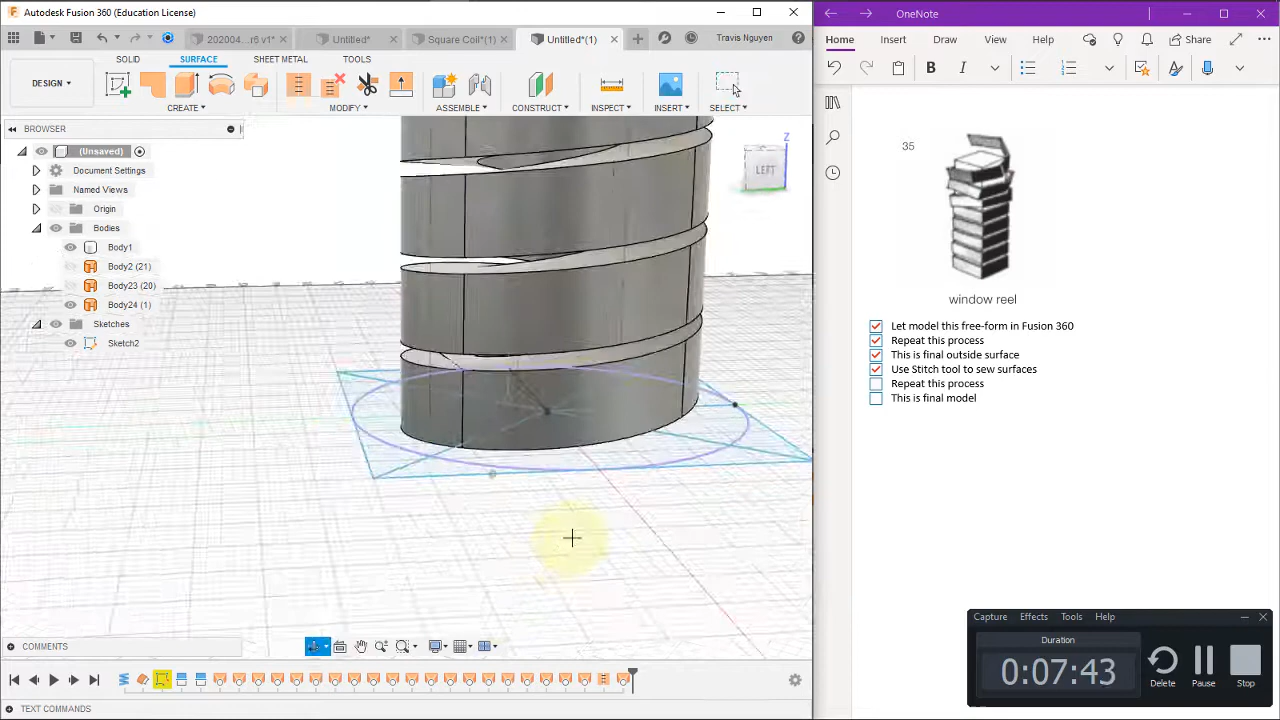 Autodesk Fusion 360 (Education License)
202004...r6.v1*
Untitled*
Square Coil*(1)
Untitled*(1)
Travis Nguyen
SOLID
SURFACE
SHEET METAL
TOOLS
DESIGN
CREATE
MODIFY
ASSEMBLE
CONSTRUCT
INSPECT
INSERT
SELECT
BROWSER
(Unsaved)
Document Settings
Named Views
Origin
Bodies
Body1
Body2 (21)
Body23 (20)
Body24 (1)
Sketches
Sketch2
Z
LEFT
COMMENTS
TEXT COMMANDS
OneNote
Home
Insert
Draw
View
Help
Share
B
I
35
window reel
Let model this free-form in Fusion 360
Repeat this process
This is final outside surface
Use Stitch tool to sew surfaces
Repeat this process
This is final model
Capture
Effects
Tools
Help
Duration
0:07:43
Delete
Pause
Stop